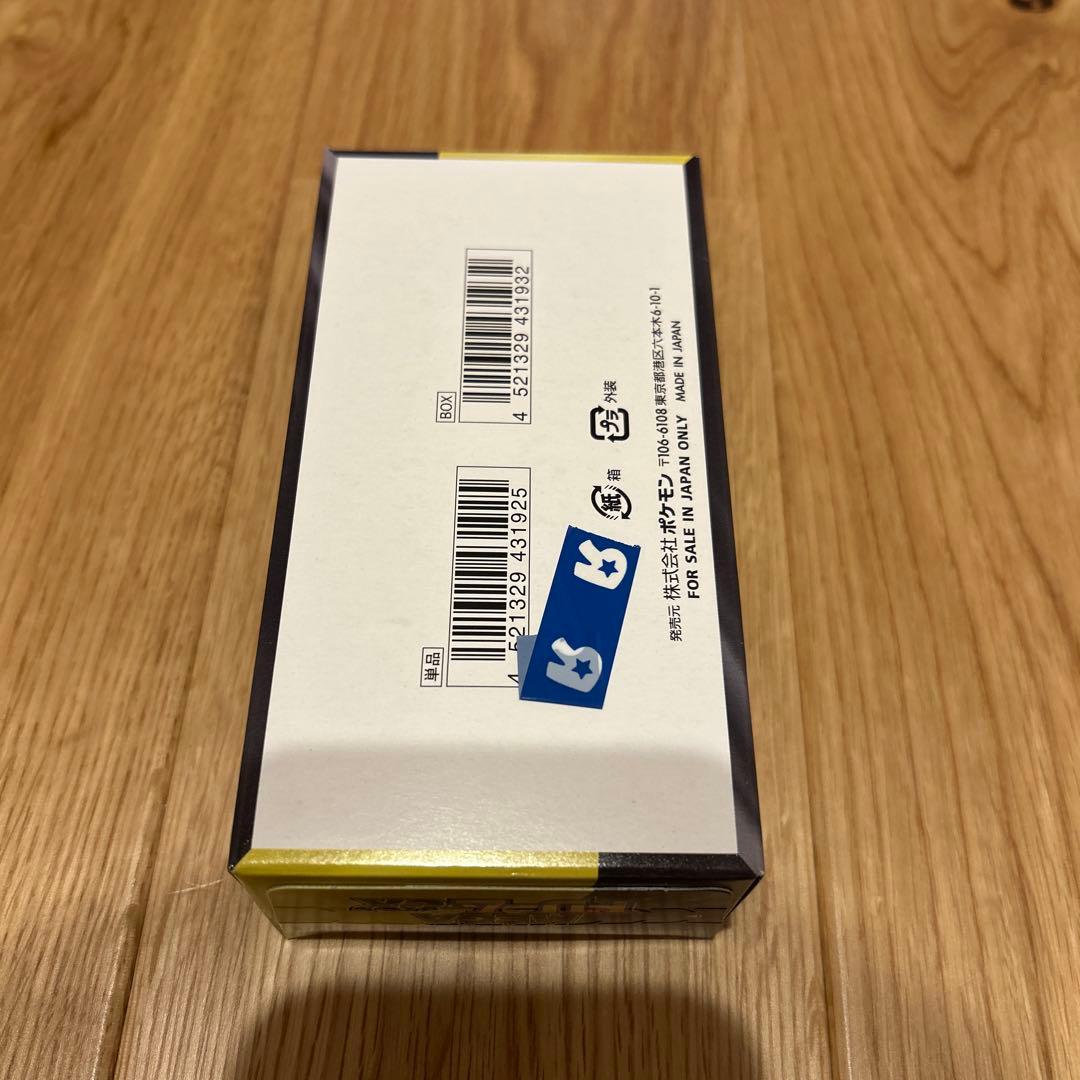 BOX
4 521329 431932
単品
4 521329 431925
プラ 外装
紙 箱
発売元 株式会社ポケモン 〒106-6108 東京都港区六本木6-10-1
FOR SALE IN JAPAN ONLY MADE IN JAPAN